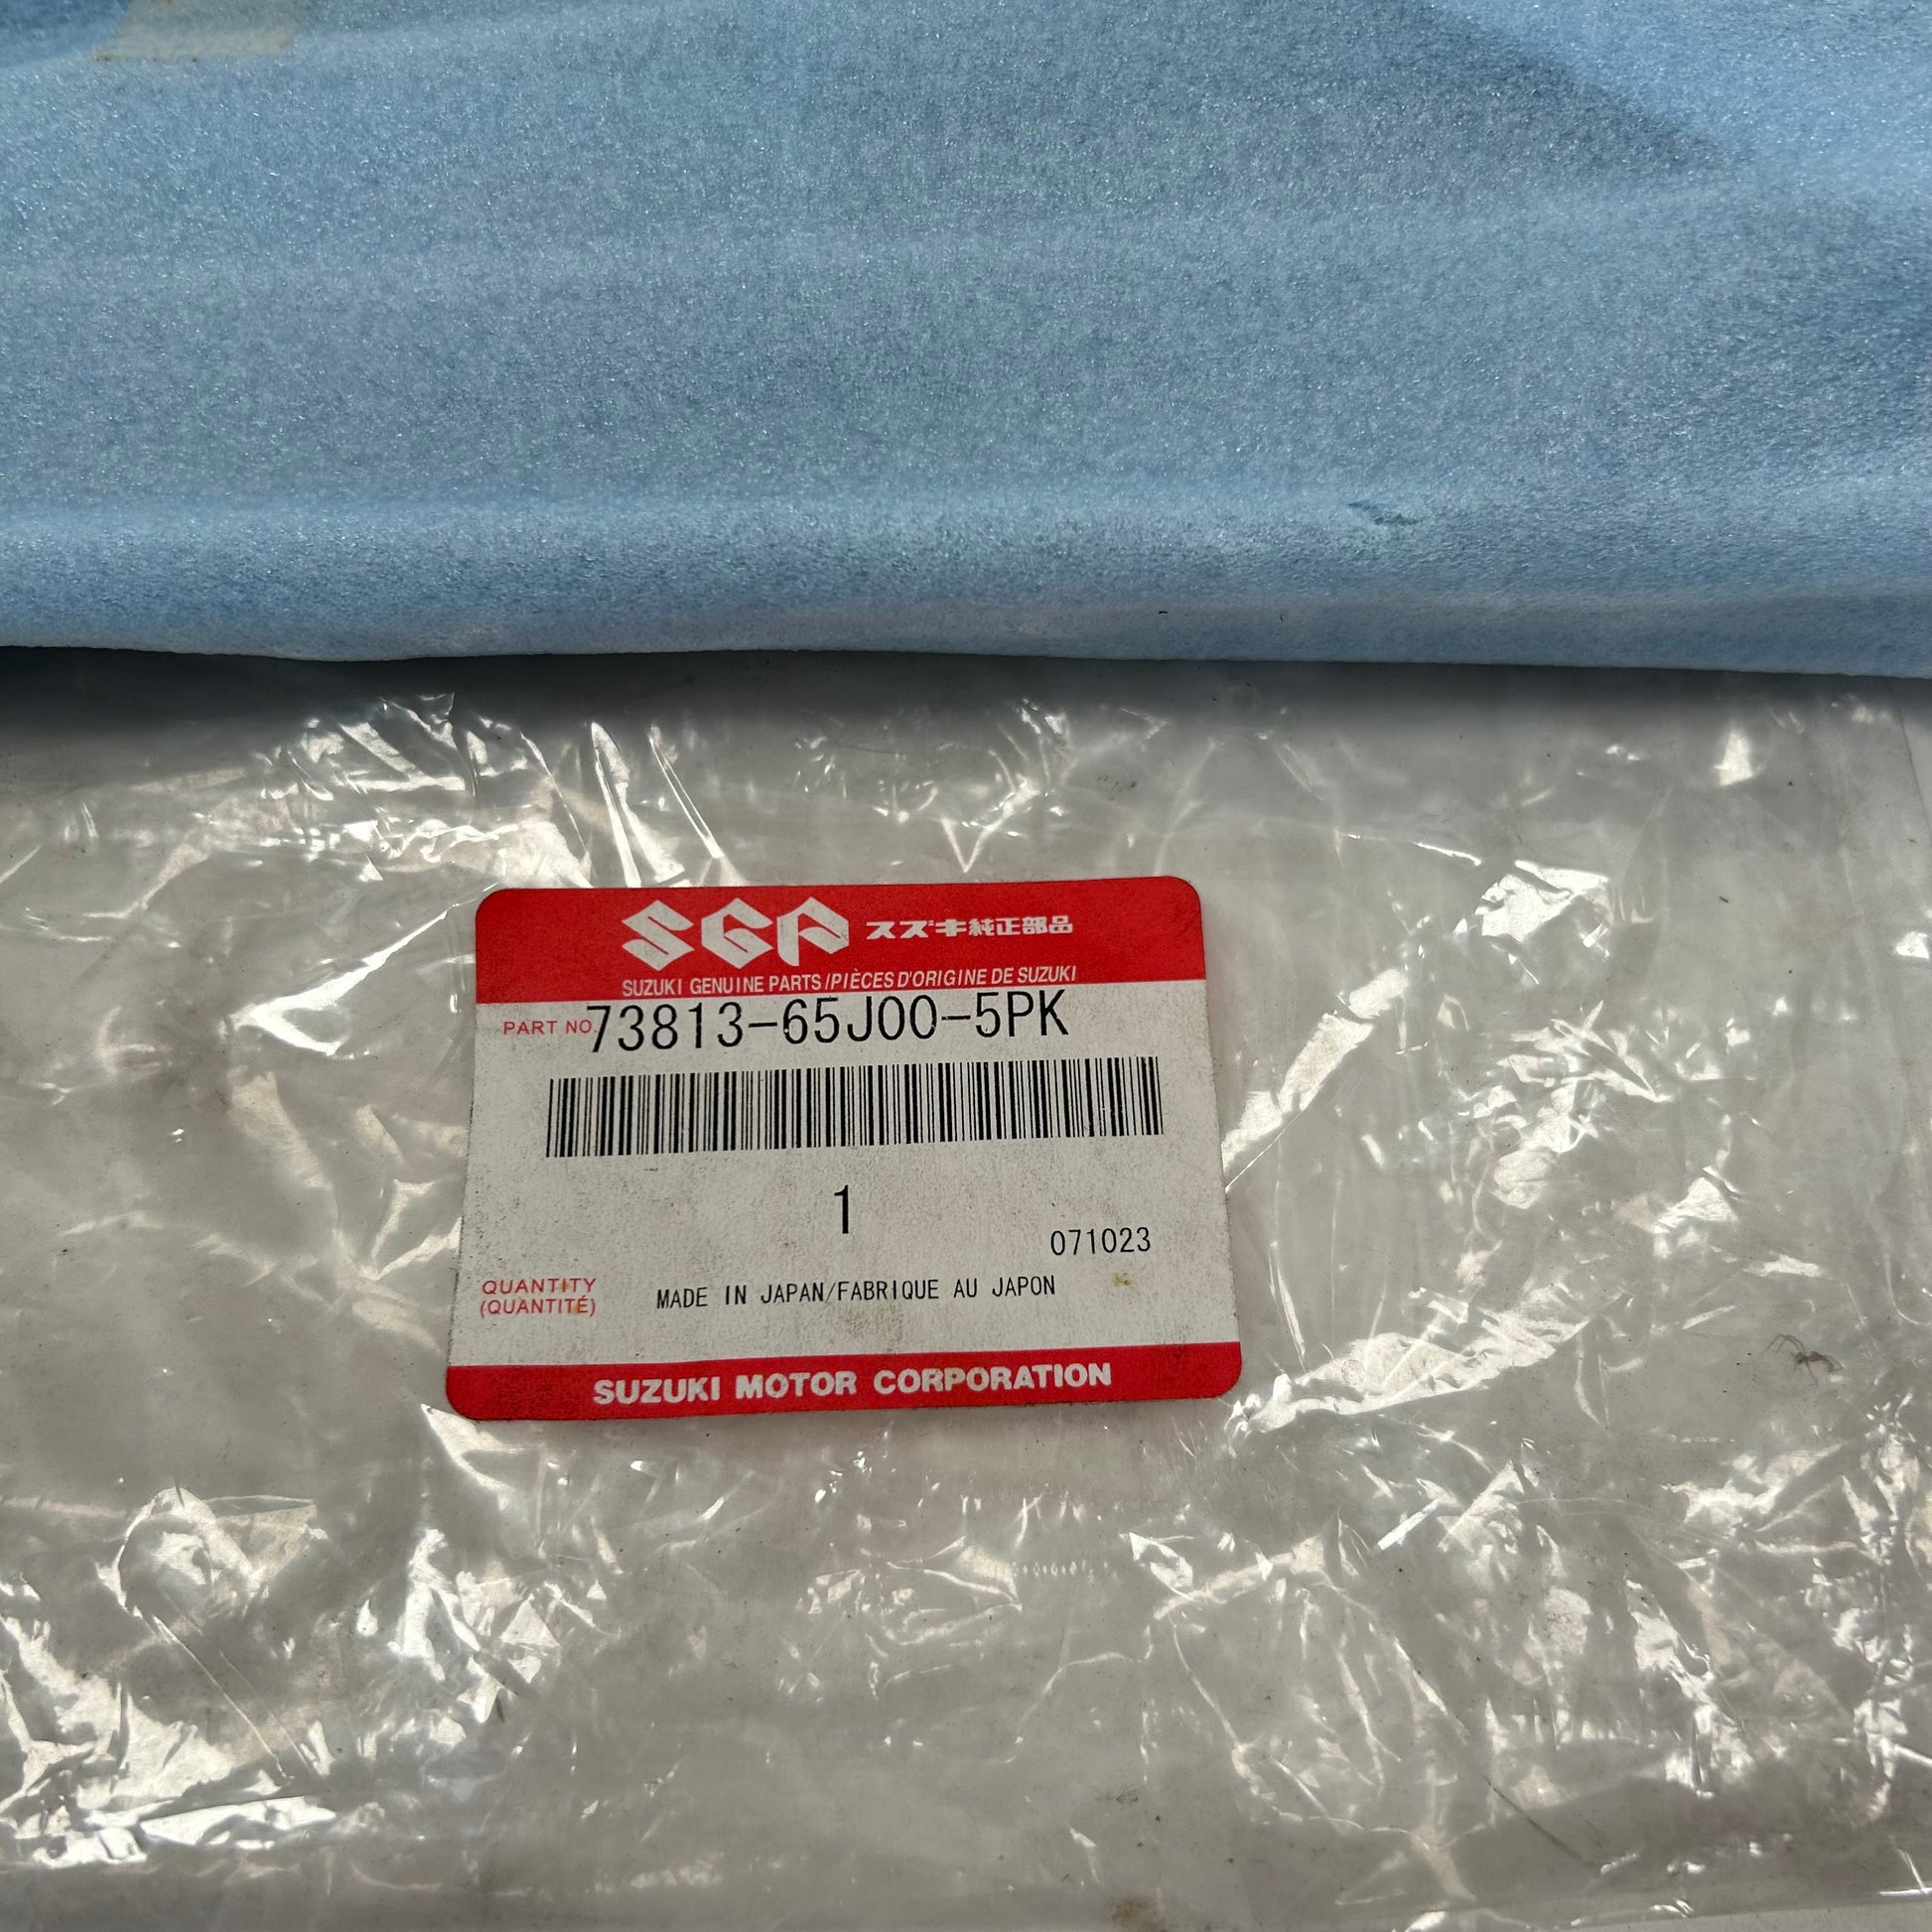 SGP スズキ純正部品
SUZUKI GENUINE PARTS/PIÈCES D'ORIGINE DE SUZUKI
PART NO. 73813-65J00-5PK
1
071023
QUANTITY
(QUANTITÉ)
MADE IN JAPAN/FABRIQUE AU JAPON
SUZUKI MOTOR CORPORATION